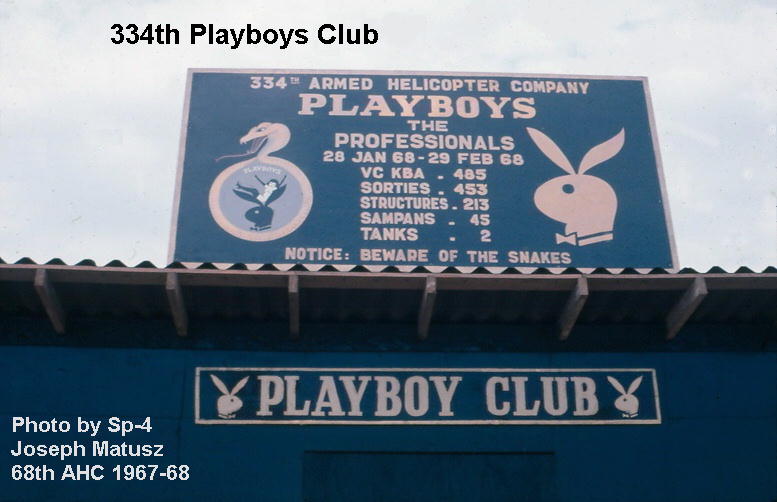 334th Playboys Club
334TH ARMED HELICOPTER COMPANY
PLAYBOYS
THE
PROFESSIONALS
28 JAN 68 - 29 FEB 68
VC KBA - 485
SORTIES - 453
STRUCTURES - 213
SAMPANS - 45
TANKS - 2
PLAYBOYS
NOTICE: BEWARE OF THE SNAKES
PLAYBOY CLUB
Photo by Sp-4
Joseph Matusz
68th AHC 1967-68